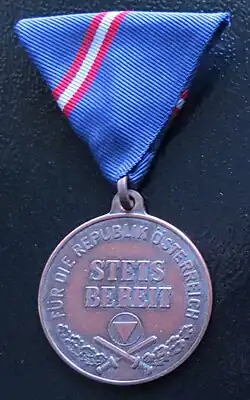 FÜR DIE REPUBLIK ÖSTERREICH
STETS
BEREIT